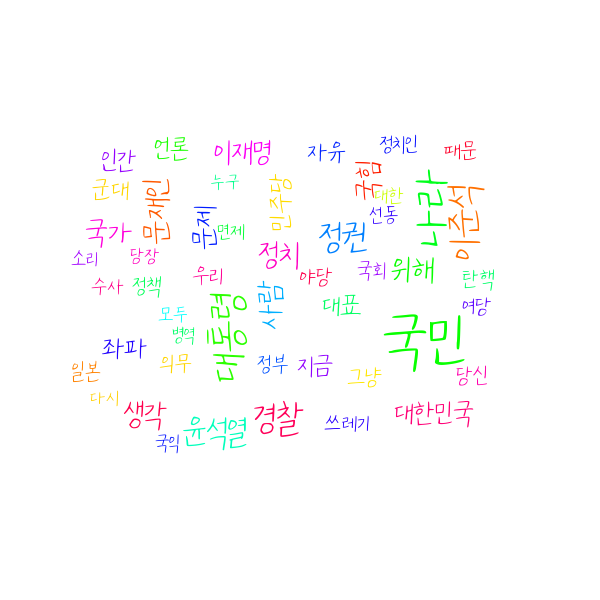 언론
이재명
자유
정치인
때문
인간
군대
문재인
누구
민주당
국힘
대한
나라
이준석
국가
문제
면제
선동
정권
소리
담장
정치
수사
정책
우리
야당
국회
위해
탄핵
모두
병역
대통령
사람
대표
여당
국민
좌파
일본
의무
정부
지금
그냥
당신
다시
생각
국익
윤석열
경찰
쓰레기
대한민국